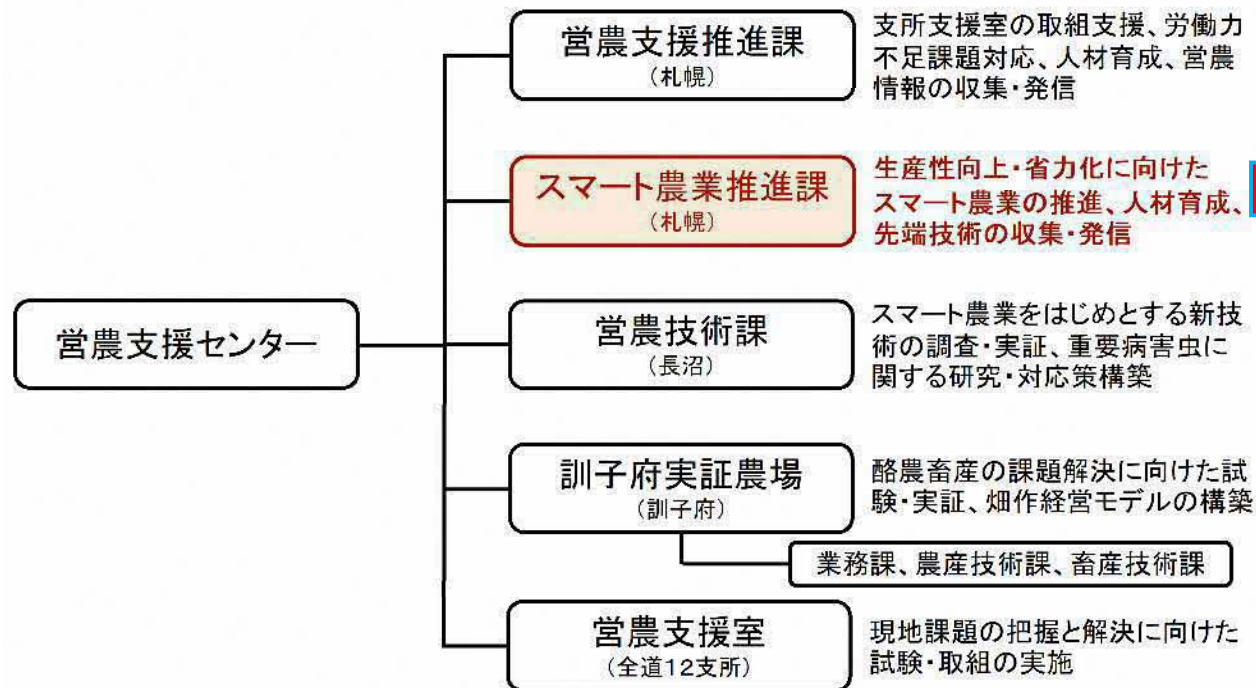 営農支援推進課
（札幌）
支所支援室の取組支援、労働力
不足課題対応、人材育成、営農
情報の収集・発信
スマート農業推進課
（札幌）
生産性向上・省力化に向けた
スマート農業の推進、人材育成、
先端技術の収集・発信
営農支援センター
営農技術課
（長沼）
スマート農業をはじめとする新技
術の調査・実証、重要病害虫に
関する研究・対応策構築
訓子府実証農場
（訓子府）
酪農畜産の課題解決に向けた試
験・実証、畑作経営モデルの構築
業務課、農産技術課、畜産技術課
営農支援室
（全道12支所）
現地課題の把握と解決に向けた
試験・取組の実施